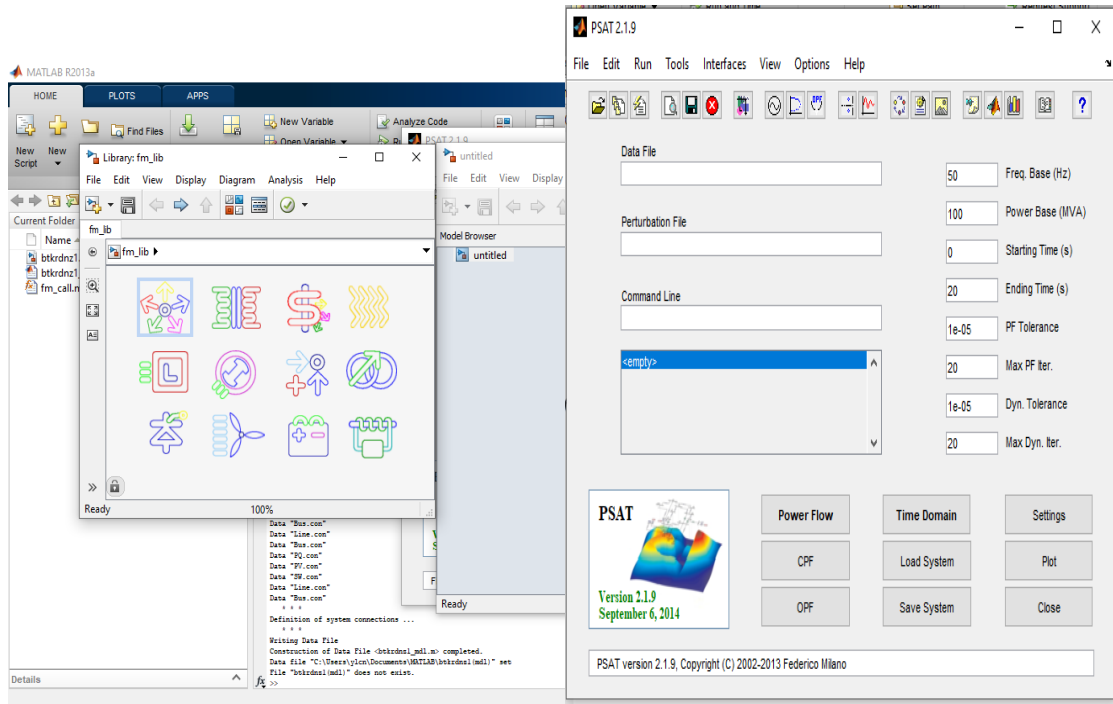 MATLAB R2013a
HOME PLOTS APPS
New Script
New
Find Files
New Variable
Open Variable
Analyze Code
Current Folder
Name
btkrdnz1.
btkrdnz1_
fm_call.m
Details
Library: fm_lib
File Edit View Display Diagram Analysis Help
fm_lib
fm_lib
Ready 100%
PSAT 2.1.9
untitled
File Edit View Display
Model Browser
untitled
Ready
Data "Bus.con"
Data "Line.con"
Data "Bus.con"
Data "PQ.con"
Data "PV.con"
Data "SW.con"
Data "Line.con"
Data "Bus.con"
* * *
Definition of system connections ...
* * *
Writing Data File
Construction of Data File <btkrdnz1_mdl.m> completed.
Data file "C:\Users\ylcn\Documents\MATLAB\btkrdnz1(mdl)" set
File "btkrdnz1(mdl)" does not exist.
fx >>
PSAT 2.1.9
File Edit Run Tools Interfaces View Options Help
Data File
Perturbation File
Command Line
<empty>
50 Freq. Base (Hz)
100 Power Base (MVA)
0 Starting Time (s)
20 Ending Time (s)
1e-05 PF Tolerance
20 Max PF Iter.
1e-05 Dyn. Tolerance
20 Max Dyn. Iter.
PSAT
Version 2.1.9
September 6, 2014
Power Flow Time Domain Settings
CPF Load System Plot
OPF Save System Close
PSAT version 2.1.9, Copyright (C) 2002-2013 Federico Milano